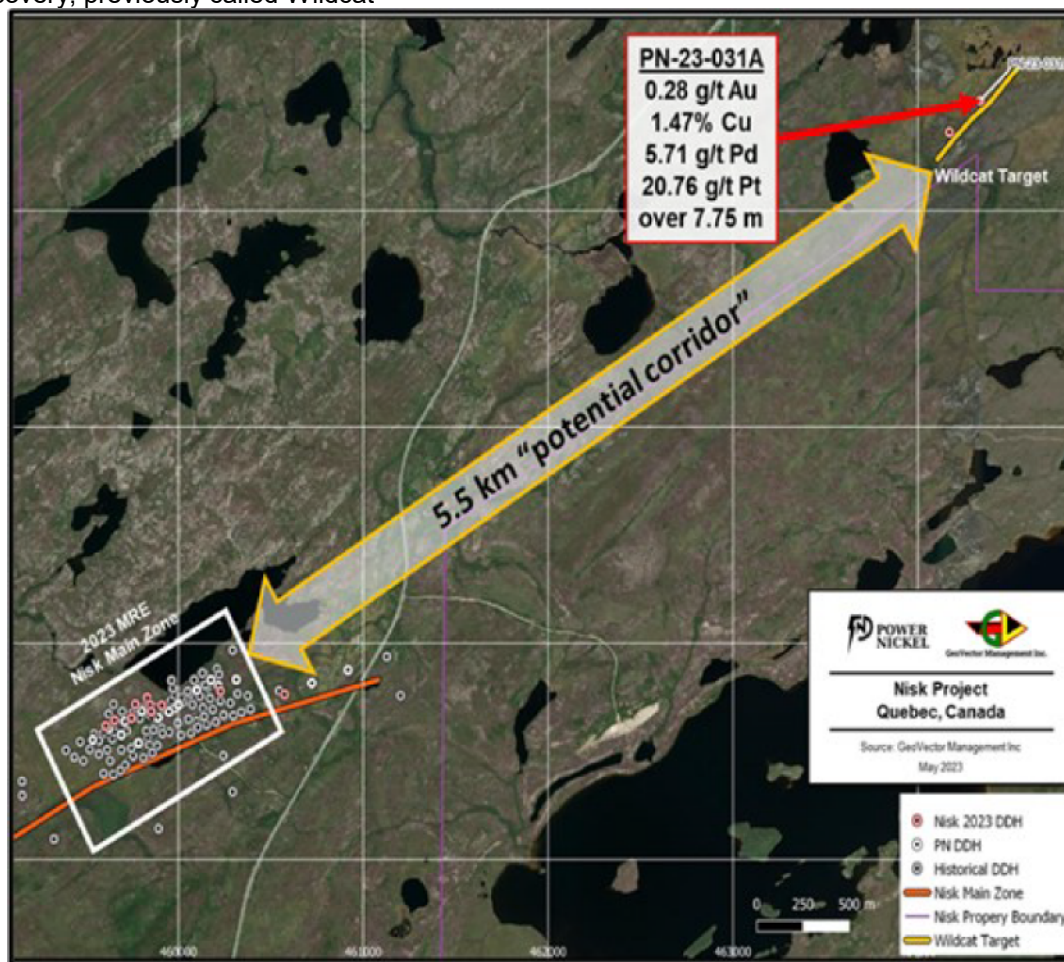 covery, previously called Wildcat
PN-23-031A
0.28 g/t Au
1.47% Cu
5.71 g/t Pd
20.76 g/t Pt
over 7.75 m
PN-23-031
Wildcat Target
5.5 km “potential corridor”
2023 MRE
Nisk Main Zone
POWER
NICKEL
GeoVector Management Inc.
Nisk Project
Quebec, Canada
Source: GeoVector Management Inc
May 2023
Nisk 2023 DDH
PN DDH
Historical DDH
Nisk Main Zone
Nisk Propery Boundary
Wildcat Target
0 250 500 m
460000 461000 462000 463000